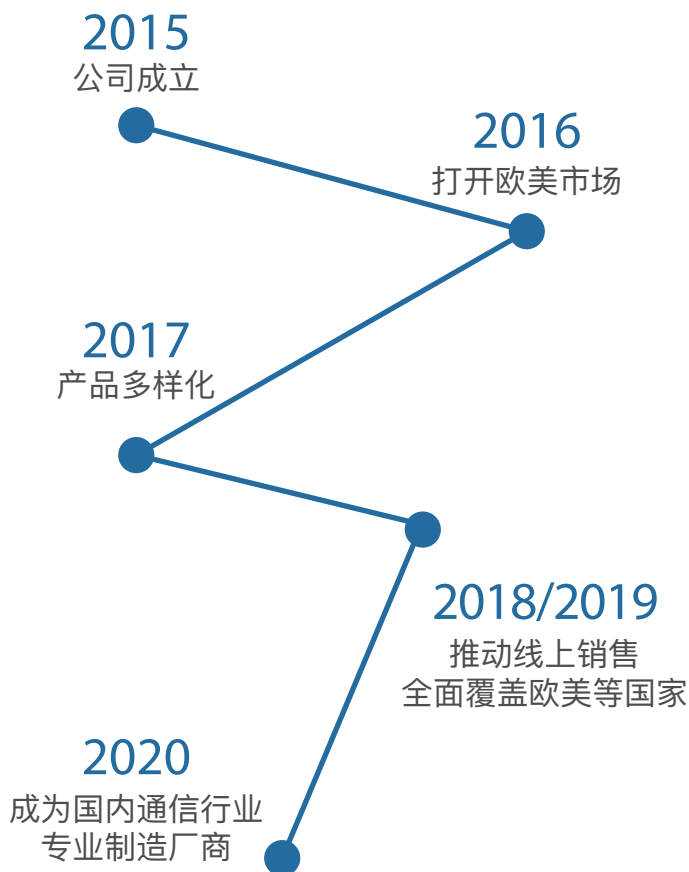 2015
公司成立
2016
打开欧美市场
2017
产品多样化
2018/2019
推动线上销售
全面覆盖欧美等国家
2020
成为国内通信行业
专业制造厂商